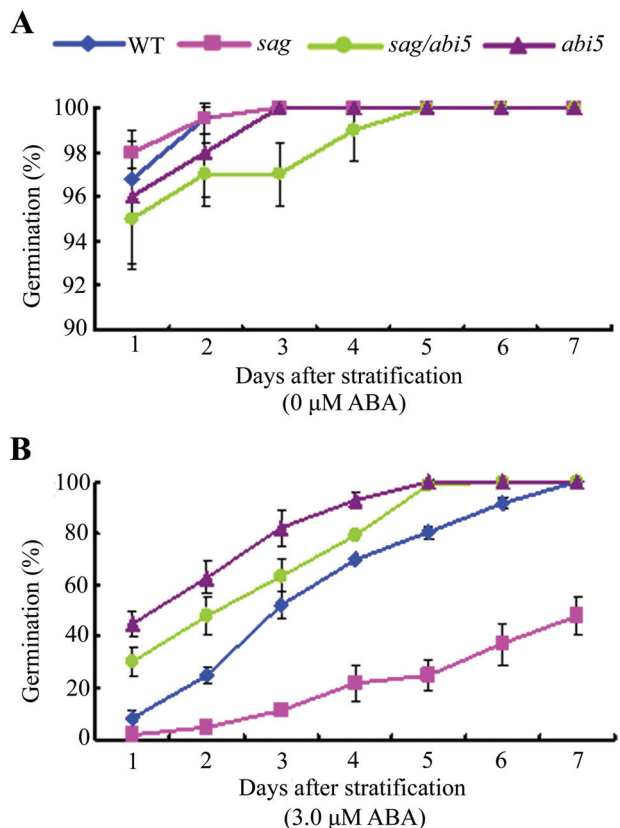 A
WT sag sag/abi5 abi5
Germination (%)
100
98
96
94
92
90
1 2 3 4 5 6 7
Days after stratification
(0 μM ABA)
B
Germination (%)
100
80
60
40
20
0
1 2 3 4 5 6 7
Days after stratification
(3.0 μM ABA)